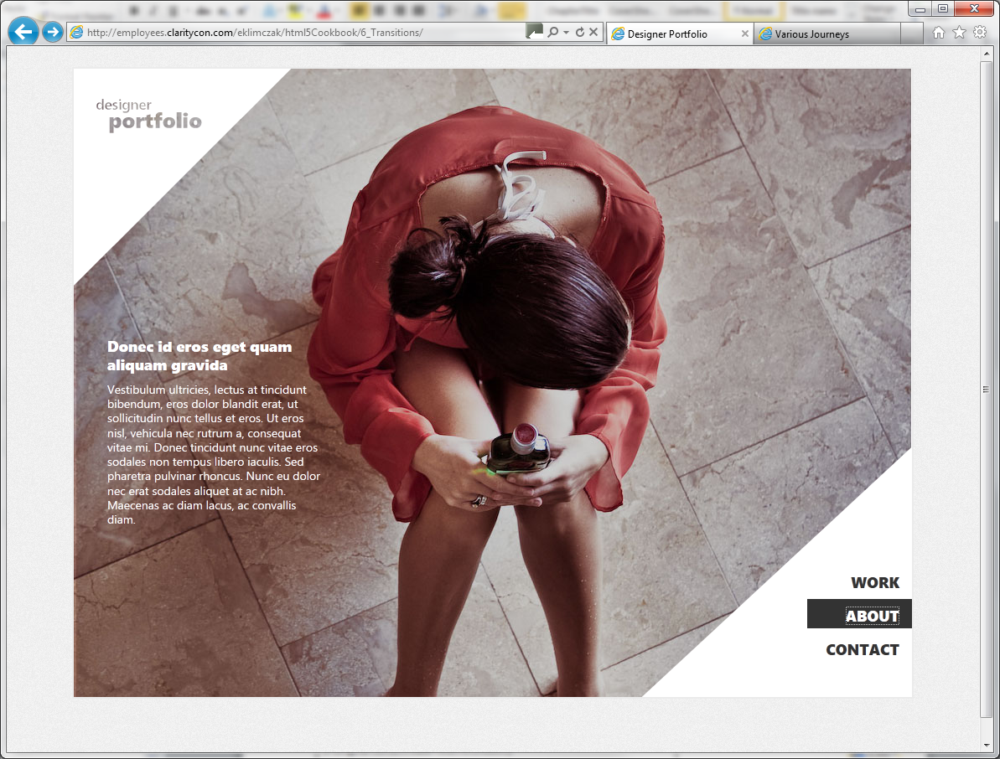 http://employees.claritycon.com/eklimczak/html5Cookbook/6_Transitions/
Designer Portfolio
Various Journeys
designer
portfolio
Donec id eros eget quam
aliquam gravida
Vestibulum ultricies, lectus at tincidunt
bibendum, eros dolor blandit erat, ut
sollicitudin nunc tellus et eros. Ut eros
nisl, vehicula nec rutrum a, consequat
vitae mi. Donec tincidunt nunc vitae eros
sodales non tempus libero iaculis. Sed
pharetra pulvinar rhoncus. Nunc eu dolor
nec erat sodales aliquet at ac nibh.
Maecenas ac diam lacus, ac convallis
diam.
WORK
ABOUT
CONTACT